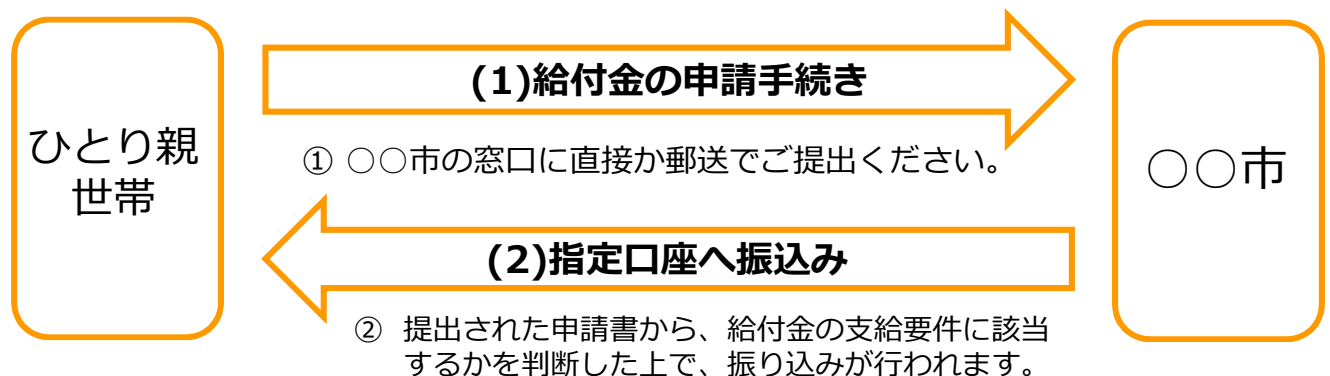 ひとり親
世帯
(1)給付金の申請手続き
① ○○市の窓口に直接か郵送でご提出ください。
(2)指定口座へ振込み
② 提出された申請書から、給付金の支給要件に該当
するかを判断した上で、振り込みが行われます。
○○市